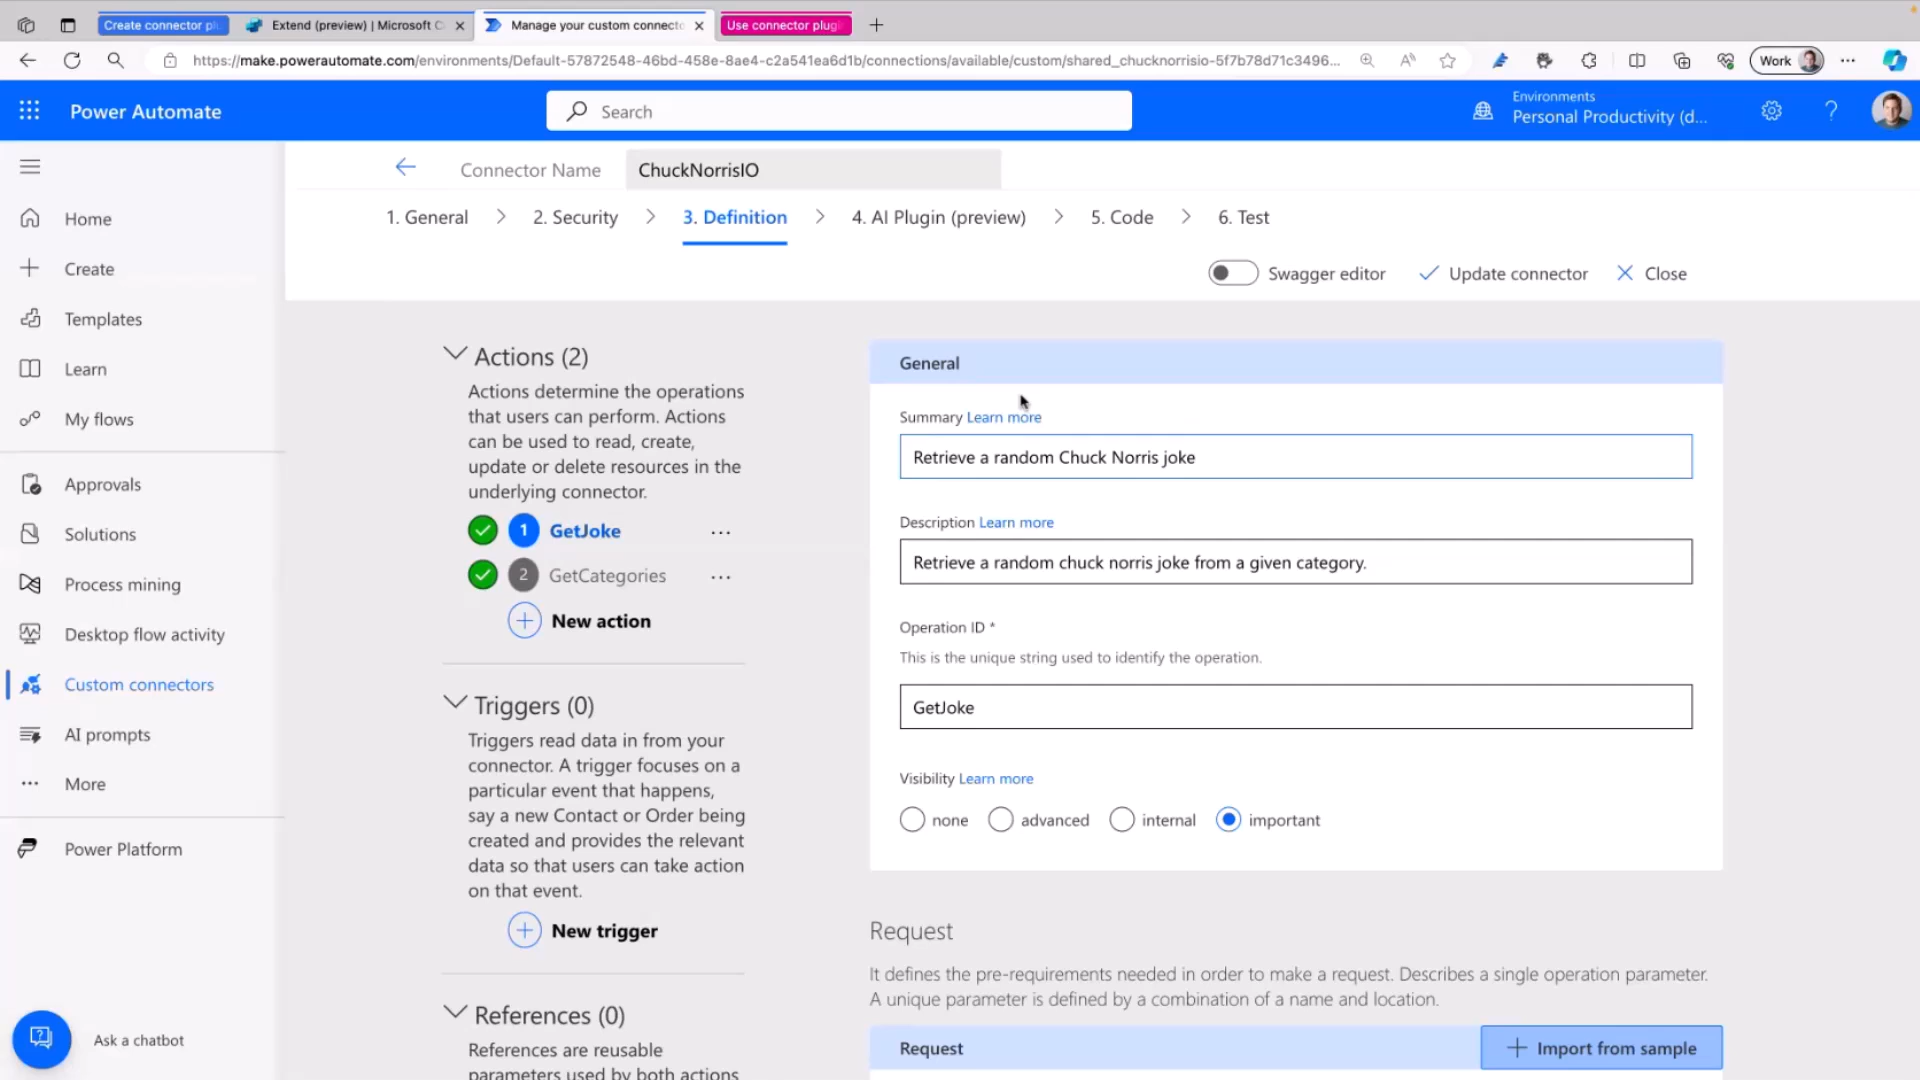 Create connector pl
Extend (preview) | Microsoft C
Manage your custom connecto
Use connector plugi
https://make.powerautomate.com/environments/Default-57872548-46bd-458e-8ae4-c2a541ea6d1b/connections/available/custom/shared_chucknorrisio-5f7b78d71c3496...
Work
Power Automate
Search
Environments
Personal Productivity (d...
Connector Name
ChuckNorrisIO
1. General
2. Security
3. Definition
4. AI Plugin (preview)
5. Code
6. Test
Swagger editor
Update connector
Close
Home
Create
Templates
Learn
My flows
Approvals
Solutions
Process mining
Desktop flow activity
Custom connectors
AI prompts
More
Power Platform
Ask a chatbot
Actions (2)
Actions determine the operations
that users can perform. Actions
can be used to read, create,
update or delete resources in the
underlying connector.
1 GetJoke ...
2 GetCategories ...
New action
Triggers (0)
Triggers read data in from your
connector. A trigger focuses on a
particular event that happens,
say a new Contact or Order being
created and provides the relevant
data so that users can take action
on that event.
New trigger
References (0)
References are reusable
parameters used by both actions
General
Summary Learn more
Retrieve a random Chuck Norris joke
Description Learn more
Retrieve a random chuck norris joke from a given category.
Operation ID *
This is the unique string used to identify the operation.
GetJoke
Visibility Learn more
none
advanced
internal
important
Request
It defines the pre-requirements needed in order to make a request. Describes a single operation parameter.
A unique parameter is defined by a combination of a name and location.
Request
Import from sample